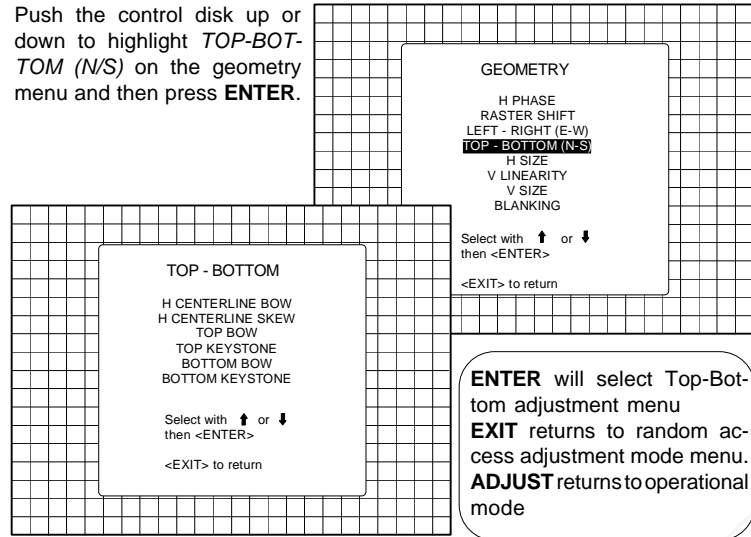 Push the control disk up or
down to highlight TOP-BOT-
TOM (N/S) on the geometry
menu and then press ENTER.
GEOMETRY
H PHASE
RASTER SHIFT
LEFT - RIGHT (E-W)
TOP - BOTTOM (N-S)
H SIZE
V LINEARITY
V SIZE
BLANKING
Select with ⬆ or ⬇
then <ENTER>
<EXIT> to return
TOP - BOTTOM
H CENTERLINE BOW
H CENTERLINE SKEW
TOP BOW
TOP KEYSTONE
BOTTOM BOW
BOTTOM KEYSTONE
Select with ⬆ or ⬇
then <ENTER>
<EXIT> to return
ENTER will select Top-Bot-
tom adjustment menu
EXIT returns to random ac-
cess adjustment mode menu.
ADJUST returns to operational
mode